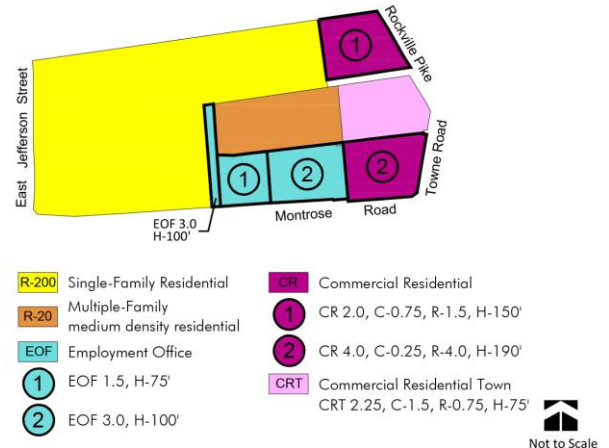 1
Rockville Pike
East Jefferson Street
1
2
2
Towne Road
EOF 3.0
H-100'
Montrose Road
R-200 Single-Family Residential
R-20 Multiple-Family
medium density residential
EOF Employment Office
1 EOF 1.5, H-75'
2 EOF 3.0, H-100'
CR Commercial Residential
1 CR 2.0, C-0.75, R-1.5, H-150'
2 CR 4.0, C-0.25, R-4.0, H-190'
CRT Commercial Residential Town
CRT 2.25, C-1.5, R-0.75, H-75'
Not to Scale